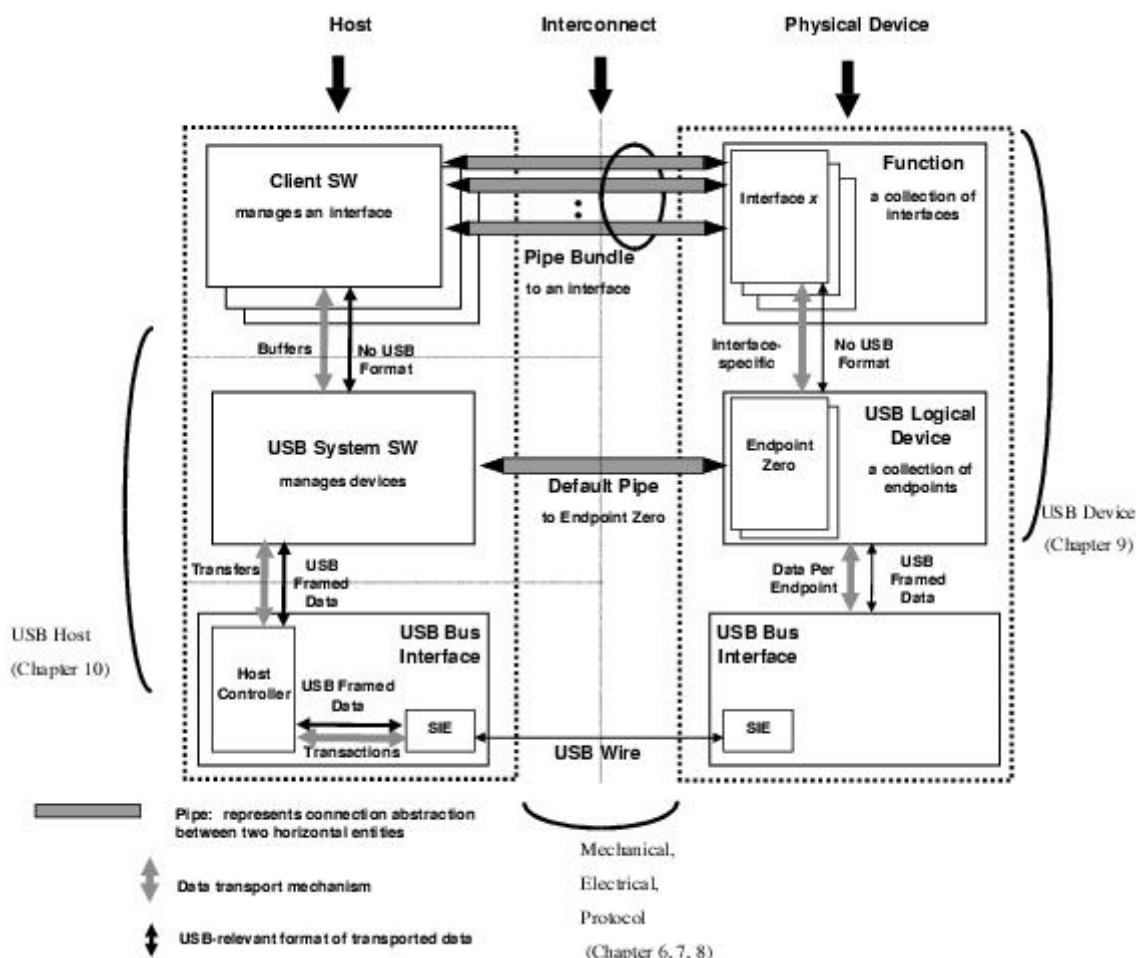 Host
Interconnect
Physical Device
Client SW
manages an interface
Pipe Bundle
to an interface
Interface x
Function
a collection of
interfaces
Buffers
No USB
Format
Interface-
specific
No USB
Format
USB System SW
manages devices
Default Pipe
to Endpoint Zero
Endpoint
Zero
USB Logical
Device
a collection of
endpoints
USB Device
(Chapter 9)
Transfers
USB
Framed
Data
Data Per
Endpoint
USB
Framed
Data
USB Host
(Chapter 10)
USB Bus
Interface
Host
Controller
USB Framed
Data
Transactions
SIE
USB Wire
USB Bus
Interface
SIE
Pipe: represents connection abstraction
between two horizontal entities
Data transport mechanism
USB-relevant format of transported data
Mechanical,
Electrical,
Protocol
(Chapter 6, 7, 8)